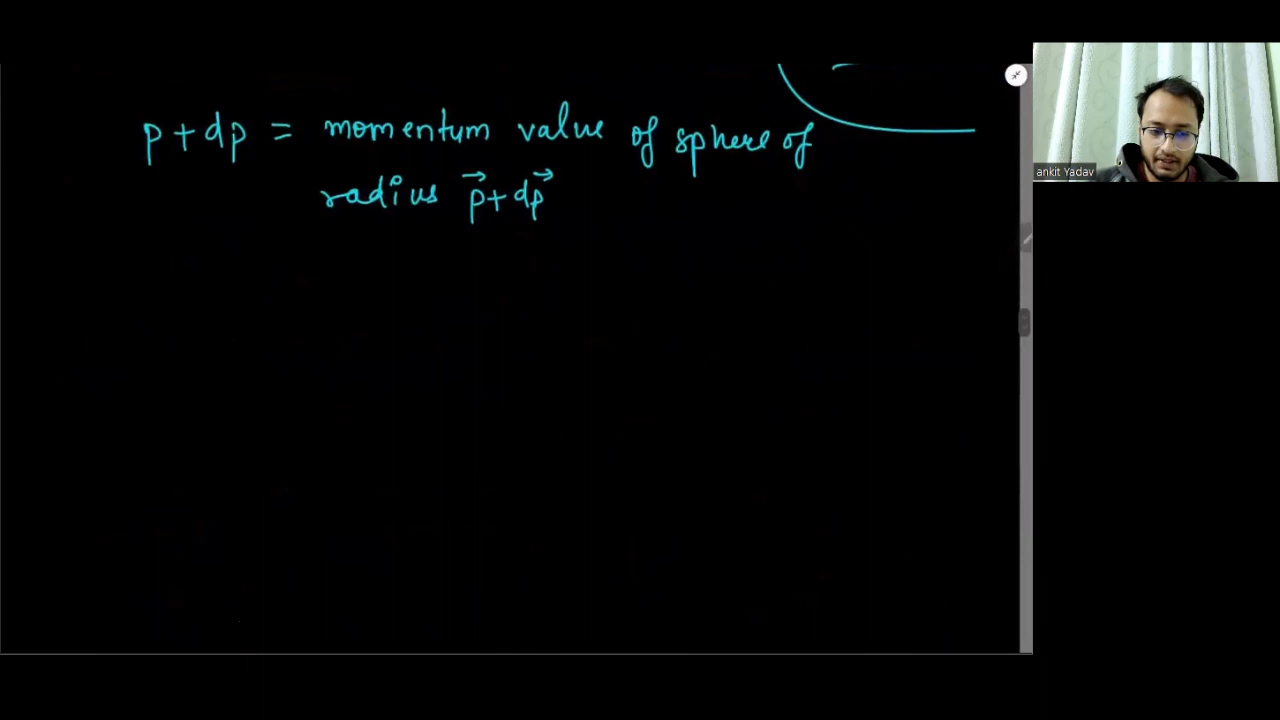 p + dp = momentum value of sphere of
radius p⃗ + dp⃗
ankit Yadav